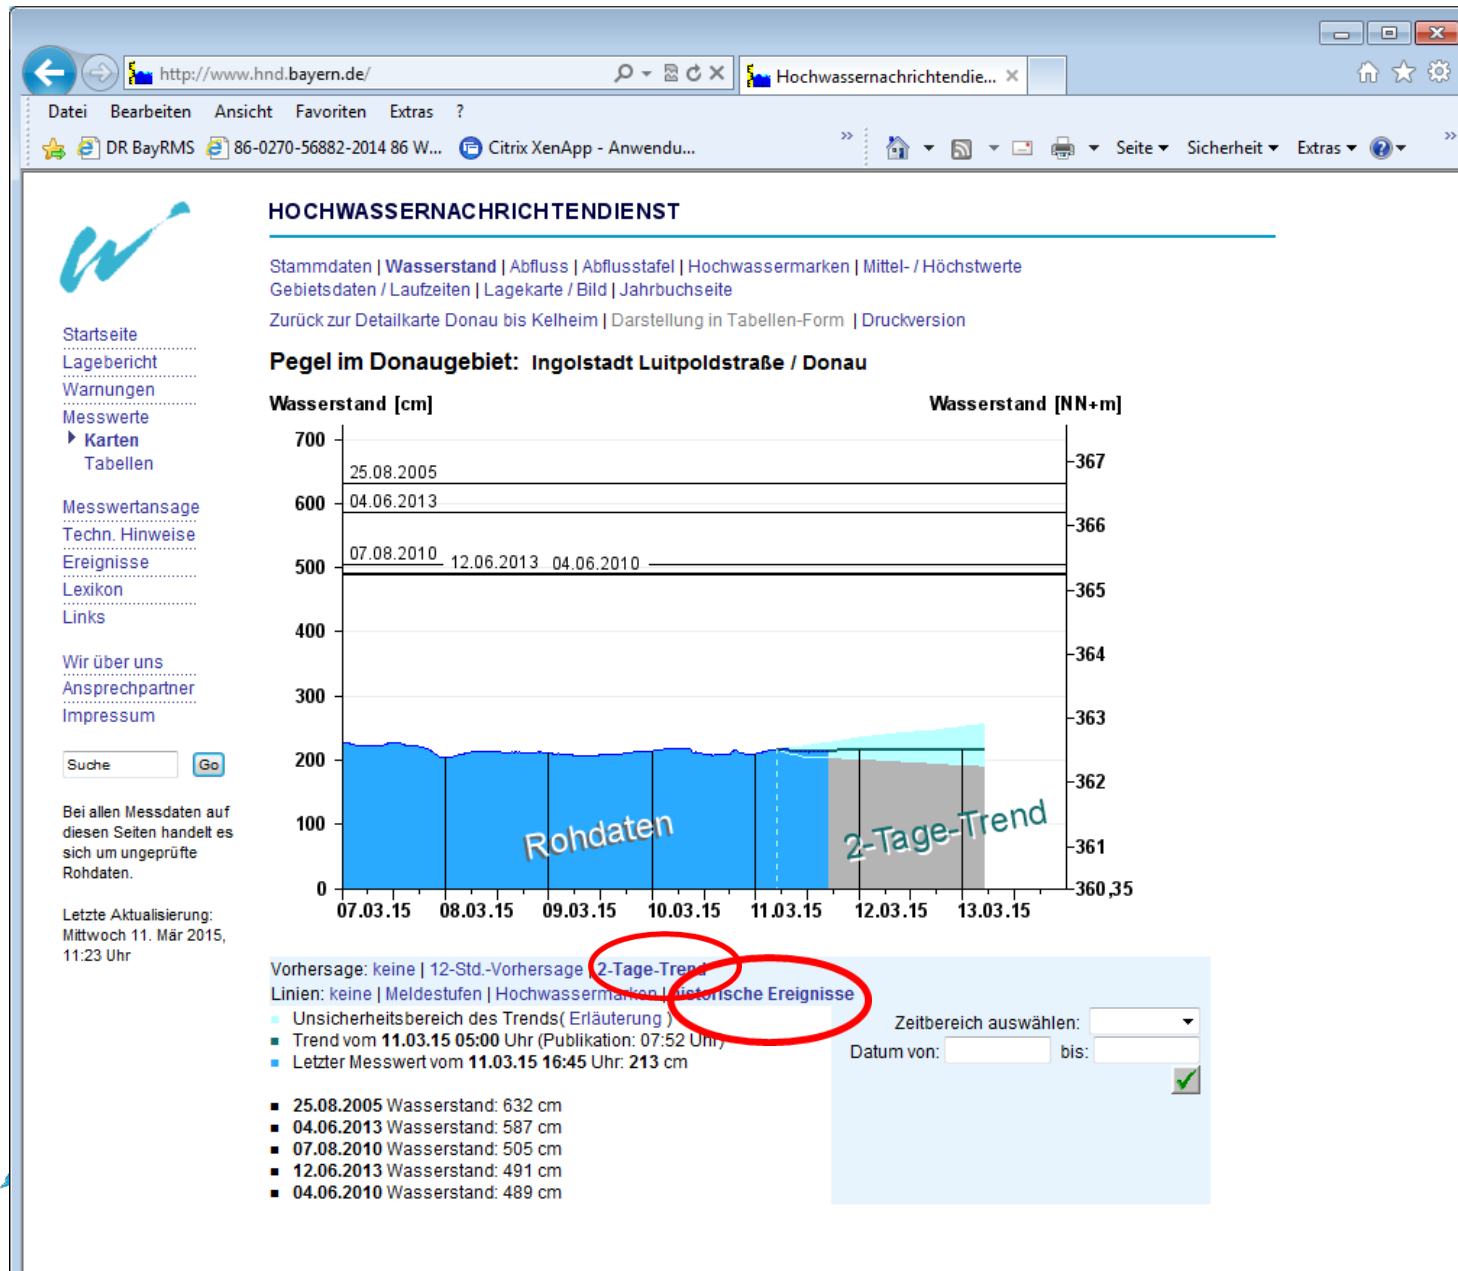 http://www.hnd.bayern.de/
Hochwassernachrichtendie...
Datei Bearbeiten Ansicht Favoriten Extras ?
DR BayRMS 86-0270-56882-2014 86 W... Citrix XenApp - Anwendu... » Seite Sicherheit Extras »
HOCHWASSERNACHRICHTENDIENST
Stammdaten | Wasserstand | Abfluss | Abflusstafel | Hochwassermarken | Mittel- / Höchstwerte
Gebietsdaten / Laufzeiten | Lagekarte / Bild | Jahrbuchseite
Zurück zur Detailkarte Donau bis Kelheim | Darstellung in Tabellen-Form | Druckversion
Startseite
Lagebericht
Warnungen
Messwerte
Karten
Tabellen
Messwertansage
Techn. Hinweise
Ereignisse
Lexikon
Links
Wir über uns
Ansprechpartner
Impressum
Suche Go
Bei allen Messdaten auf
diesen Seiten handelt es
sich um ungeprüfte
Rohdaten.
Letzte Aktualisierung:
Mittwoch 11. Mär 2015,
11:23 Uhr
Pegel im Donaugebiet: Ingolstadt Luitpoldstraße / Donau
Wasserstand [cm] Wasserstand [NN+m]
700
367
25.08.2005
600 04.06.2013
366
07.08.2010 12.06.2013 04.06.2010
500
365
400
364
300
363
200
362
100
361
0 360,35
Rohdaten
2-Tage-Trend
07.03.15 08.03.15 09.03.15 10.03.15 11.03.15 12.03.15 13.03.15
Vorhersage: keine | 12-Std.-Vorhersage | 2-Tage-Trend
Linien: keine | Meldestufen | Hochwassermarken | historische Ereignisse
Unsicherheitsbereich des Trends( Erläuterung )
Trend vom 11.03.15 05:00 Uhr (Publikation: 07:52 Uhr)
Letzter Messwert vom 11.03.15 16:45 Uhr: 213 cm
25.08.2005 Wasserstand: 632 cm
04.06.2013 Wasserstand: 587 cm
07.08.2010 Wasserstand: 505 cm
12.06.2013 Wasserstand: 491 cm
04.06.2010 Wasserstand: 489 cm
Zeitbereich auswählen:
Datum von: bis: